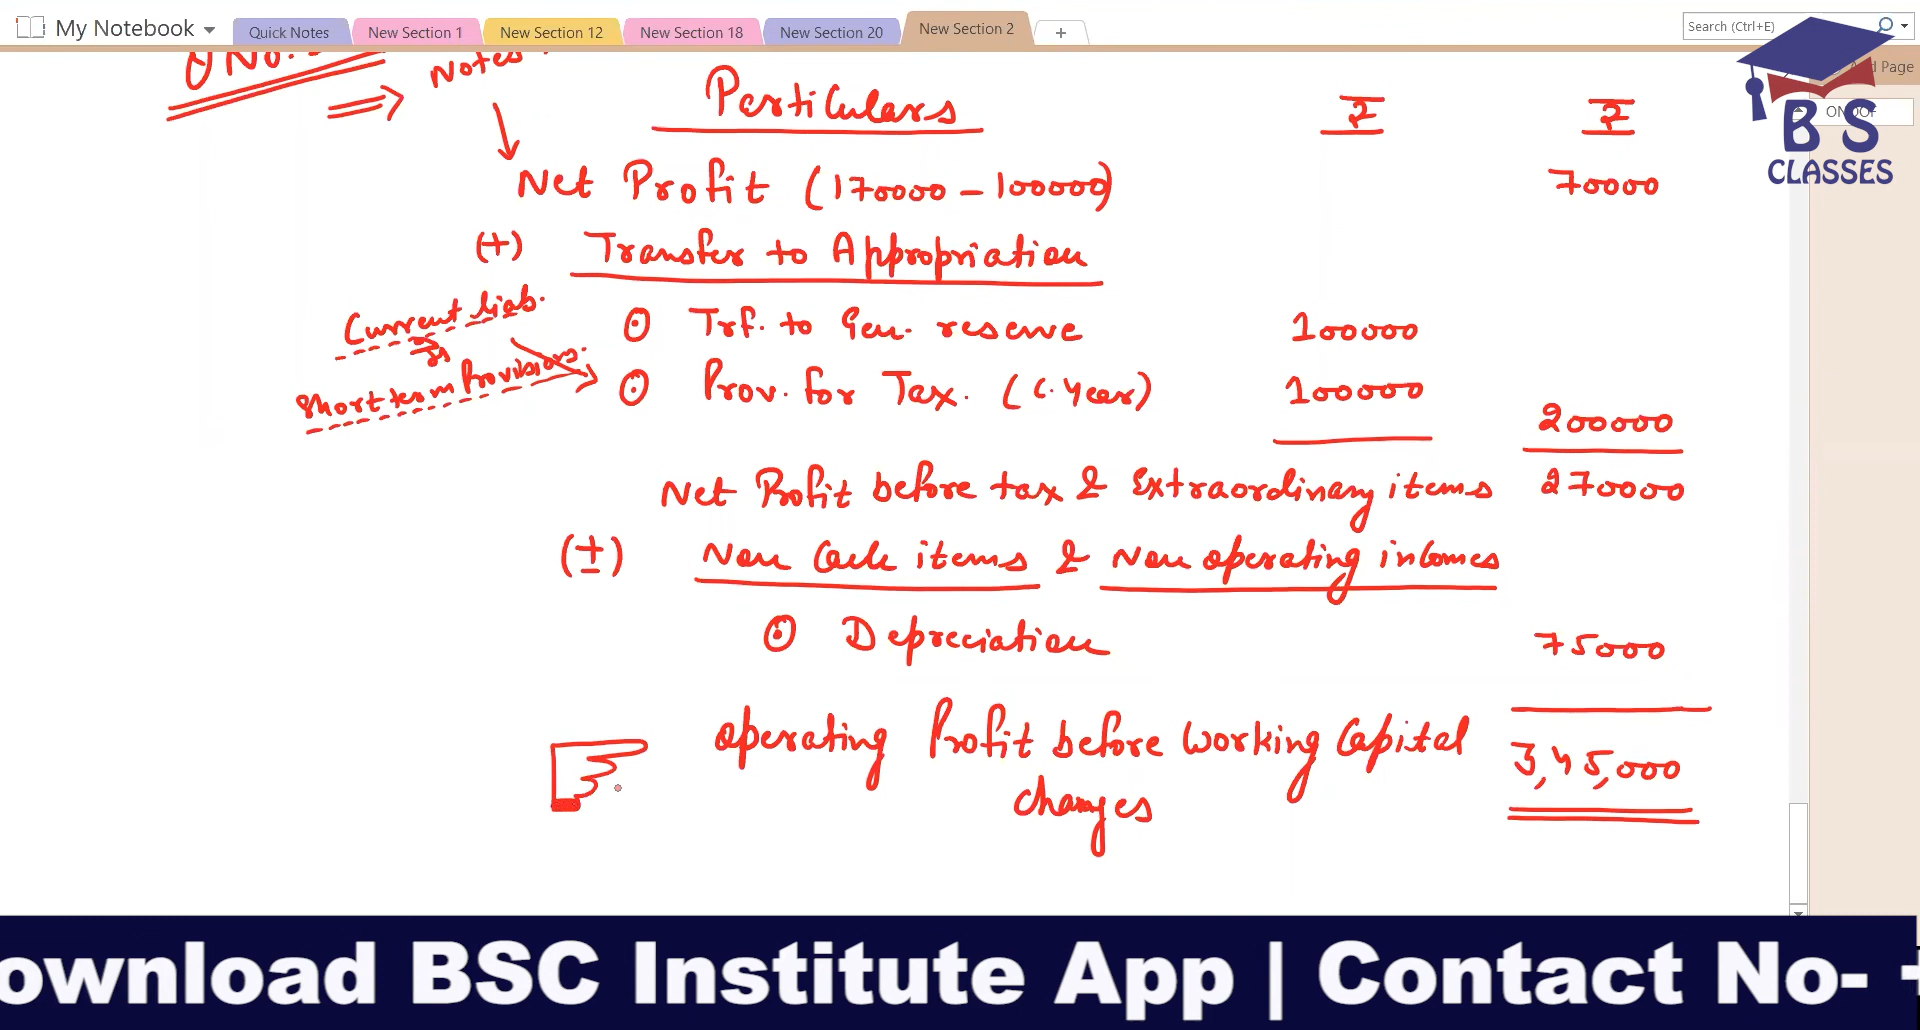 My Notebook
Quick Notes
New Section 1
New Section 12
New Section 18
New Section 20
New Section 2
+
Search (Ctrl+E)
d Page
B S
CLASSES
No.
Notes
Particulars ₹ ₹
Net Profit (170000 - 100000) 70000
(+) Transfer to Appropriation
Current liab.
Short term Provisions.
⊙ Trf. to Gen. reserve 100000
⊙ Prov. for Tax. (C. Year) 100000 200000
Net Profit before tax & Extraordinary items 270000
(±) Non Cash items & Non operating incomes
⊙ Depreciation 75000
Operating Profit before Working Capital 3,45,000
changes
ownload BSC Institute App | Contact No- +